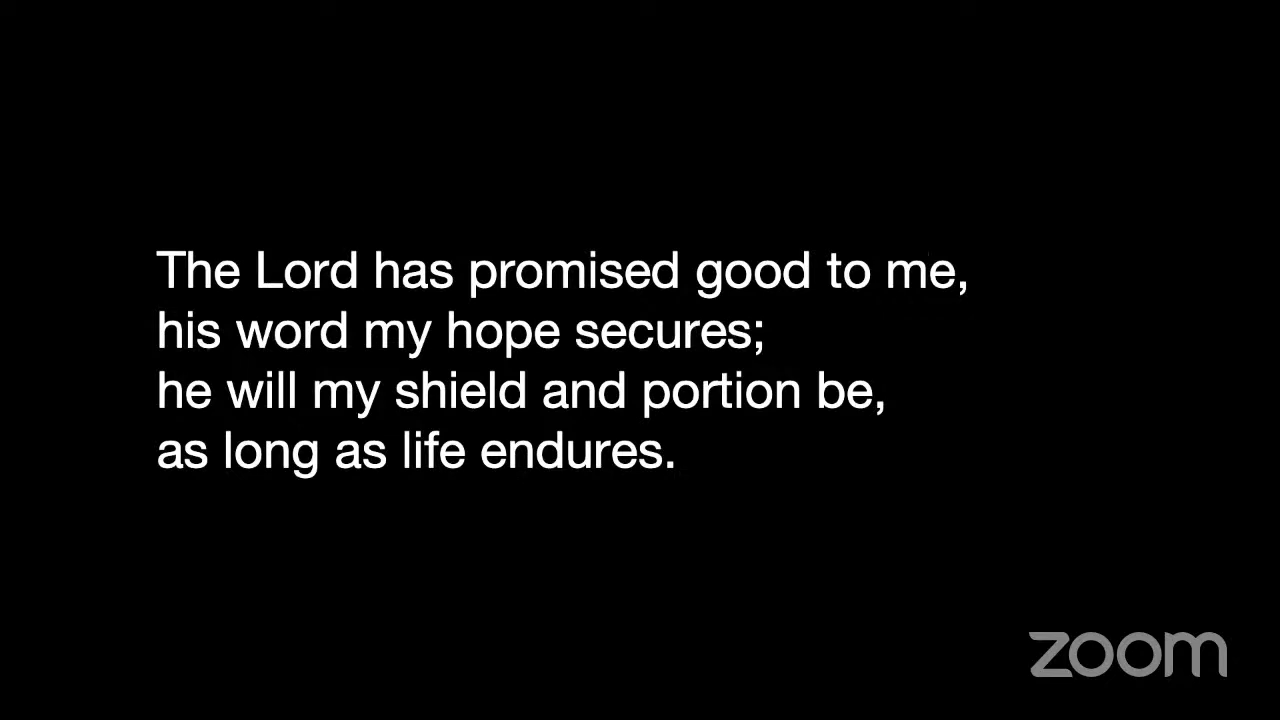 The Lord has promised good to me,
his word my hope secures;
he will my shield and portion be,
as long as life endures.
zoom